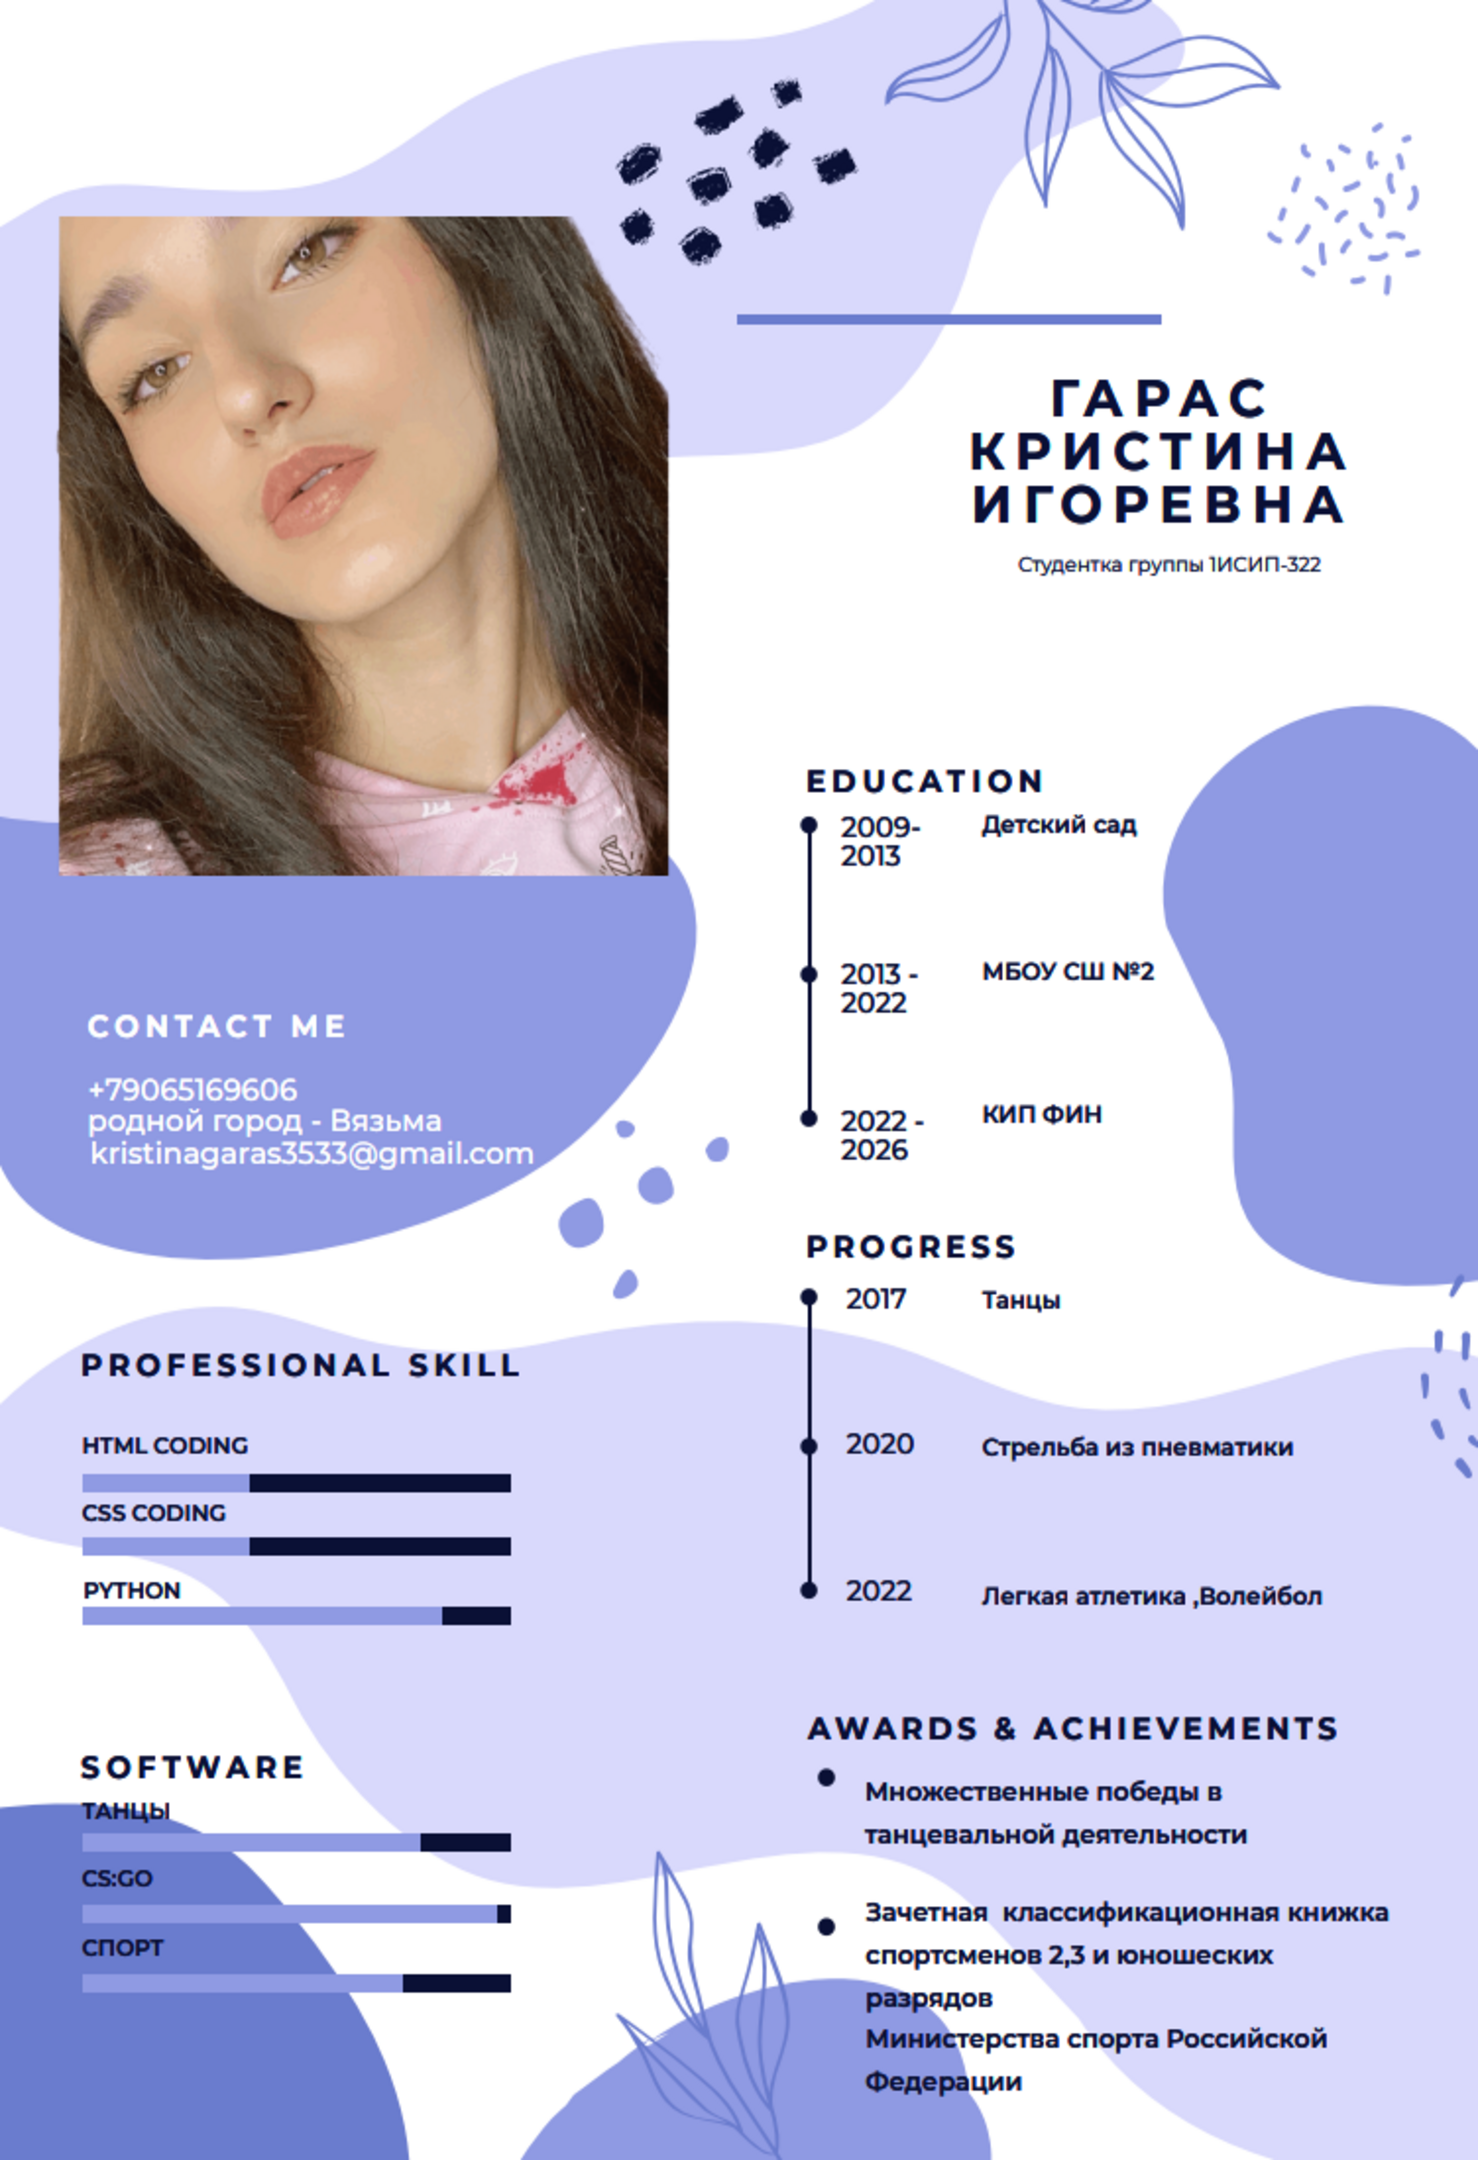 ГАРАС
КРИСТИНА
ИГОРЕВНА
Студентка группы 1ИСИП-322
CONTACT ME
+79065169606
родной город - Вязьма
kristinagaras3533@gmail.com
PROFESSIONAL SKILL
HTML CODING
CSS CODING
PYTHON
SOFTWARE
ТАНЦЫ
CS:GO
СПОРТ
EDUCATION
2009-
2013
Детский сад
2013 -
2022
МБОУ СШ №2
2022 -
2026
КИП ФИН
PROGRESS
2017 Танцы
2020 Стрельба из пневматики
2022 Легкая атлетика ,Волейбол
AWARDS & ACHIEVEMENTS
Множественные победы в
танцевальной деятельности
Зачетная  классификационная книжка
спортсменов 2,3 и юношеских
разрядов
Министерства спорта Российской
Федерации